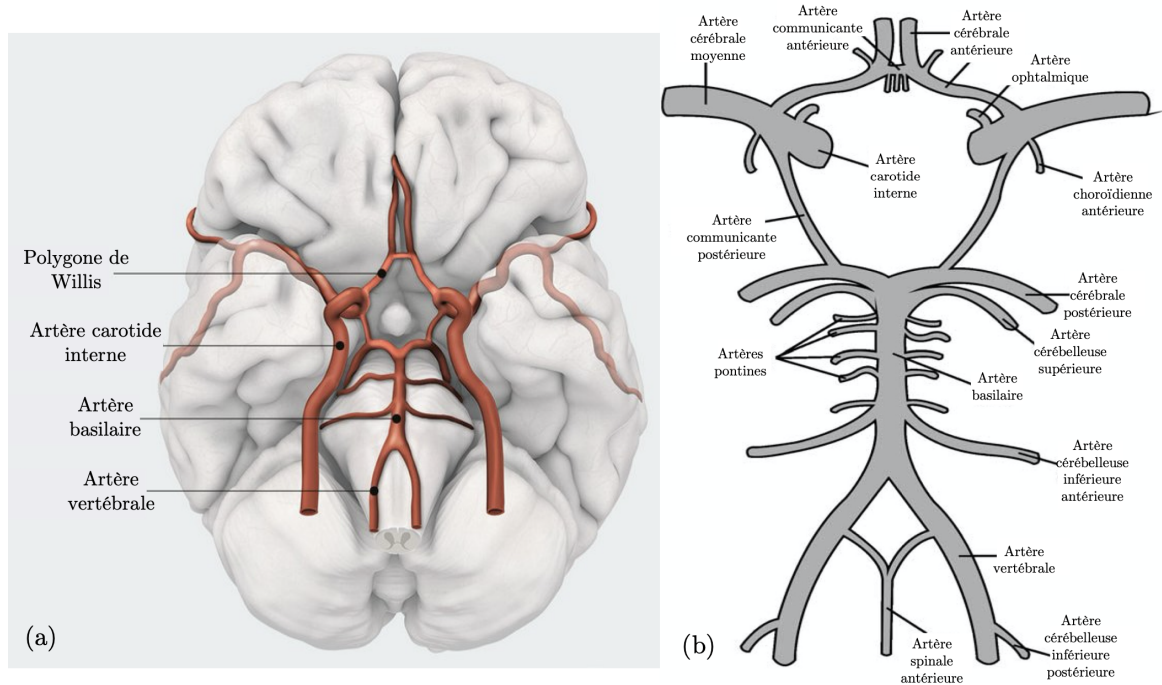 Polygone de
Willis
Artère carotide
interne
Artère
basilaire
Artère
vertébrale
(a)
Artère
cérébrale
moyenne
Artère
communicante
antérieure
Artère
cérébrale
antérieure
Artère
ophtalmique
Artère
carotide
interne
Artère
choroïdienne
antérieure
Artère
communicante
postérieure
Artère
cérébrale
postérieure
Artère
cérébelleuse
supérieure
Artères
pontines
Artère
basilaire
Artère
cérébelleuse
inférieure
antérieure
Artère
vertébrale
Artère
cérébelleuse
inférieure
postérieure
Artère
spinale
antérieure
(b)